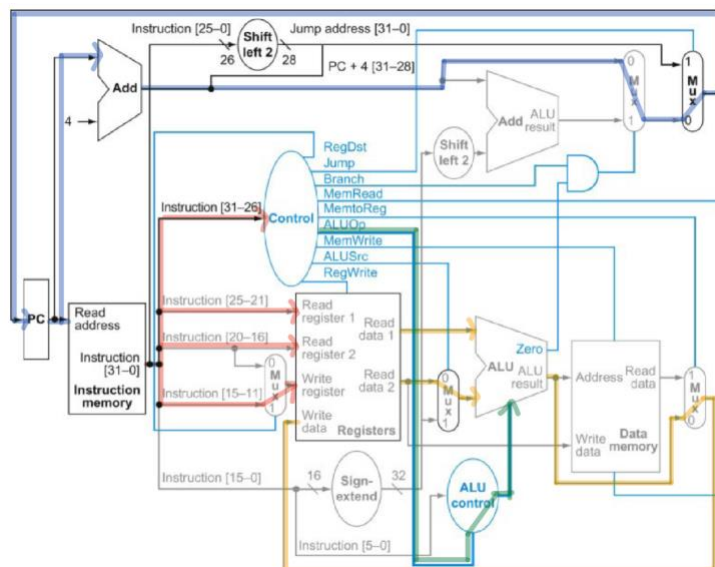 Instruction [25–0]
Jump address [31–0]
Shift
left 2
26
28
PC + 4 [31–28]
Add
4
0
M
u
x
1
1
M
u
x
0
Add
ALU
result
Shift
left 2
RegDst
Jump
Branch
MemRead
MemtoReg
ALUOp
MemWrite
ALUSrc
RegWrite
Control
Instruction [31–26]
PC
Read
address
Instruction
[31–0]
Instruction
memory
Instruction [25–21]
Instruction [20–16]
Instruction [15–11]
0
M
u
x
1
Read
register 1
Read
register 2
Write
register
Write
data
Read
data 1
Read
data 2
Registers
0
M
u
x
1
Zero
ALU
ALU
result
Address
Read
data
Write
data
Data
memory
1
M
u
x
0
Instruction [15–0]
16
Sign-
extend
32
ALU
control
Instruction [5–0]